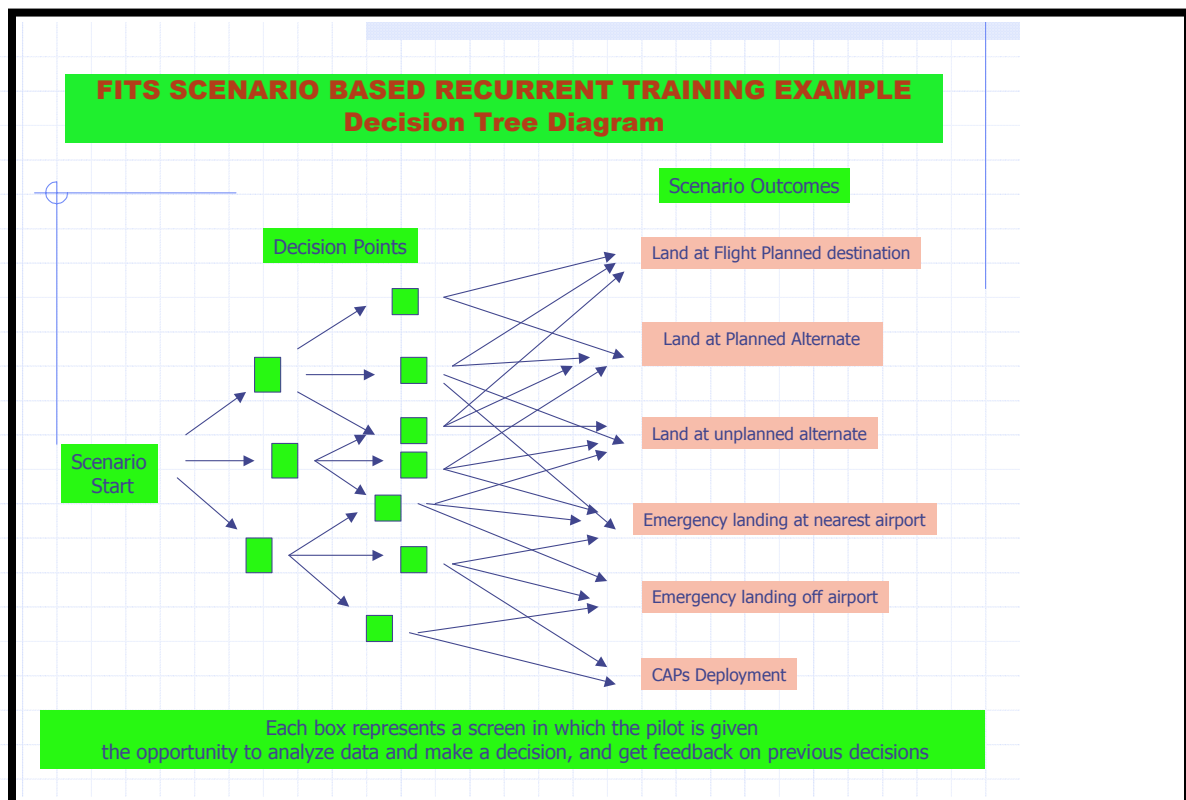 FITS SCENARIO BASED RECURRENT TRAINING EXAMPLE
Decision Tree Diagram
Scenario Outcomes
Decision Points
Land at Flight Planned destination
Land at Planned Alternate
Land at unplanned alternate
Scenario
Start
Emergency landing at nearest airport
Emergency landing off airport
CAPs Deployment
Each box represents a screen in which the pilot is given
the opportunity to analyze data and make a decision, and get feedback on previous decisions